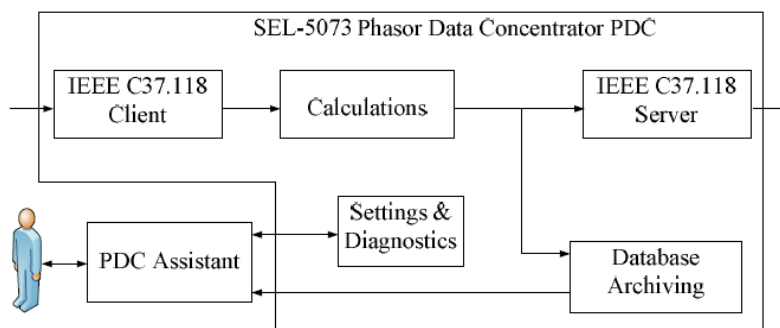 SEL-5073 Phasor Data Concentrator PDC
IEEE C37.118
Client
Calculations
IEEE C37.118
Server
PDC Assistant
Settings &
Diagnostics
Database
Archiving